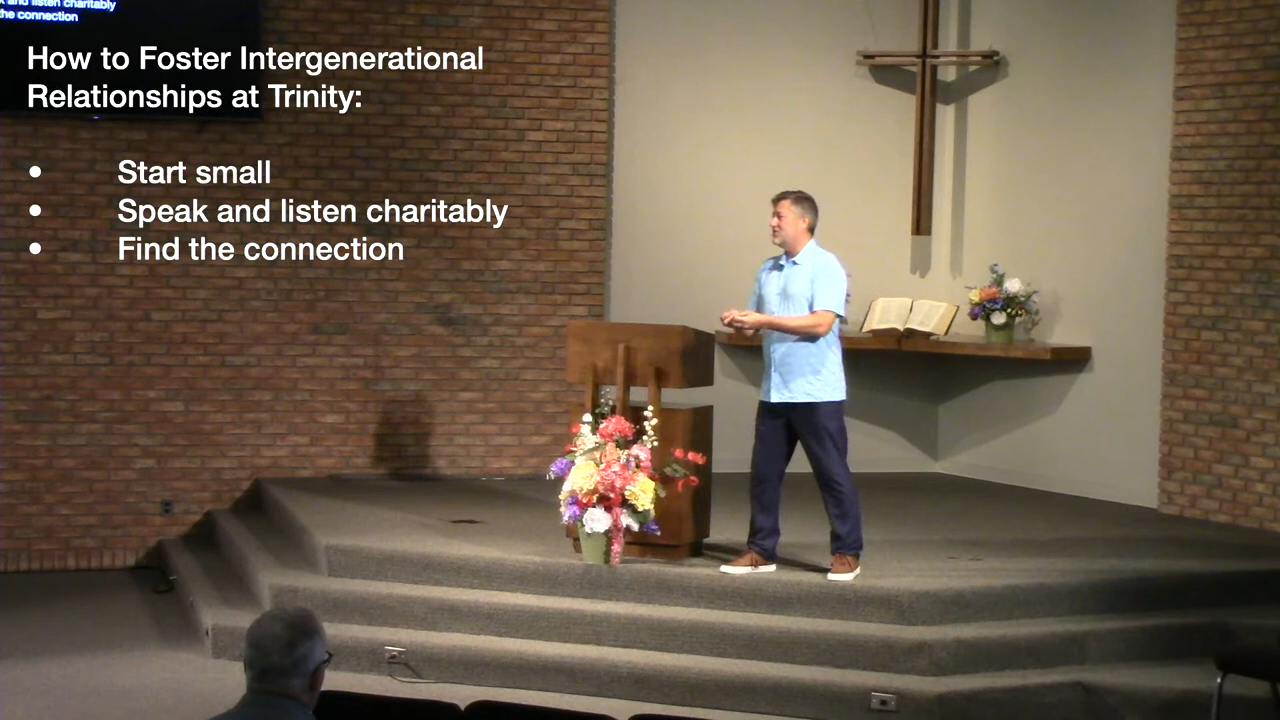 k and listen charitably
the connection
How to Foster Intergenerational
Relationships at Trinity:
• Start small
• Speak and listen charitably
• Find the connection